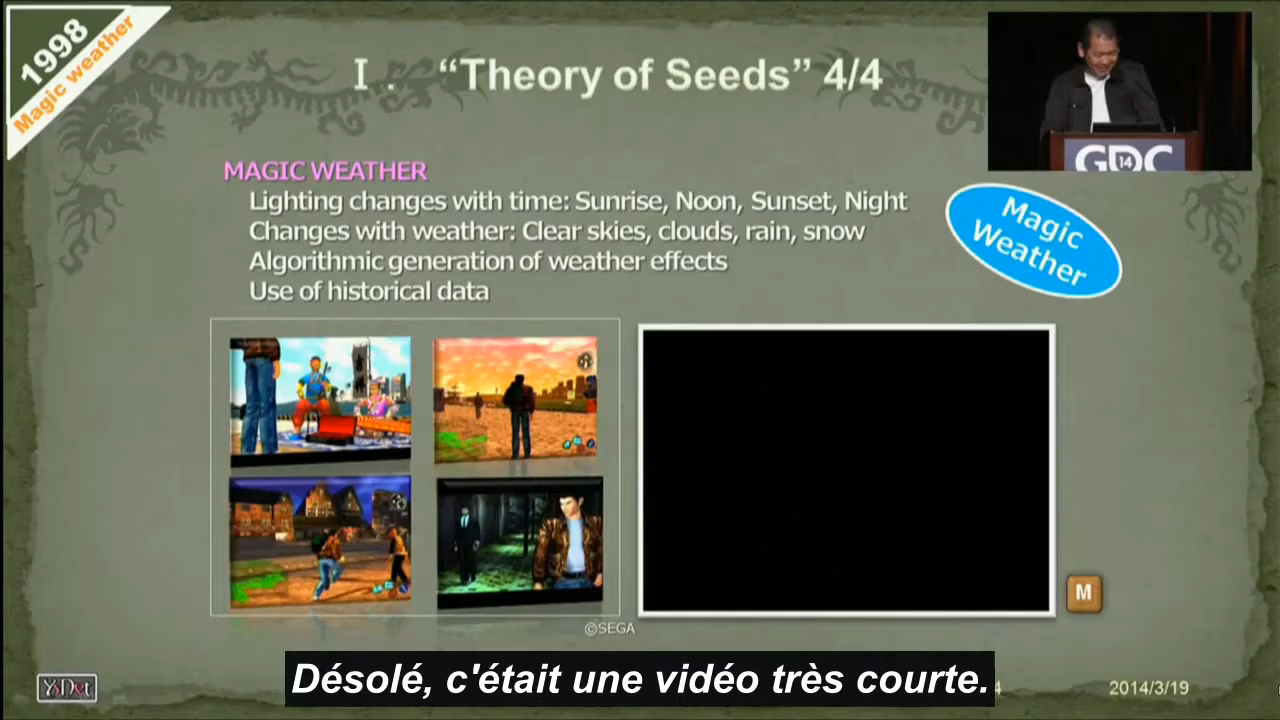 1998
Magic weather
I. “Theory of Seeds” 4/4
GDC
14
MAGIC WEATHER
Lighting changes with time: Sunrise, Noon, Sunset, Night
Changes with weather: Clear skies, clouds, rain, snow
Algorithmic generation of weather effects
Use of historical data
Magic
Weather
M
©SEGA
Désolé, c'était une vidéo très courte.
YsNet
4
2014/3/19